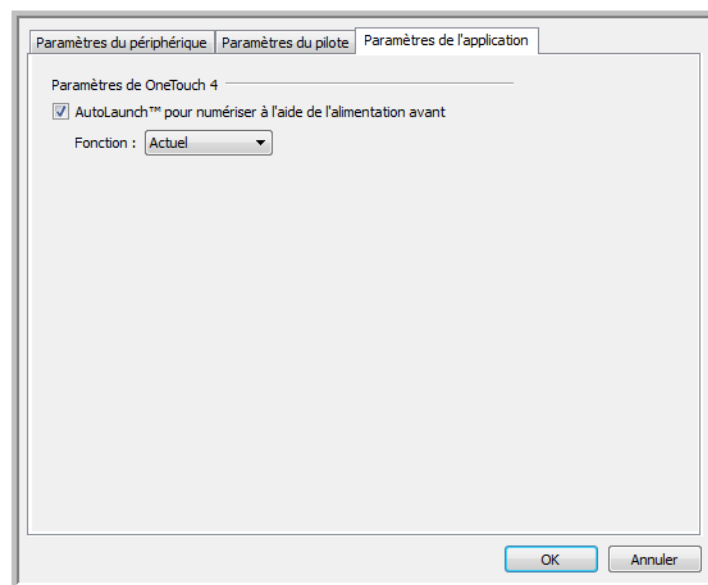 Paramètres du périphérique Paramètres du pilote Paramètres de l'application
Paramètres de OneTouch 4
AutoLaunch™ pour numériser à l'aide de l'alimentation avant
Fonction : Actuel
OK Annuler